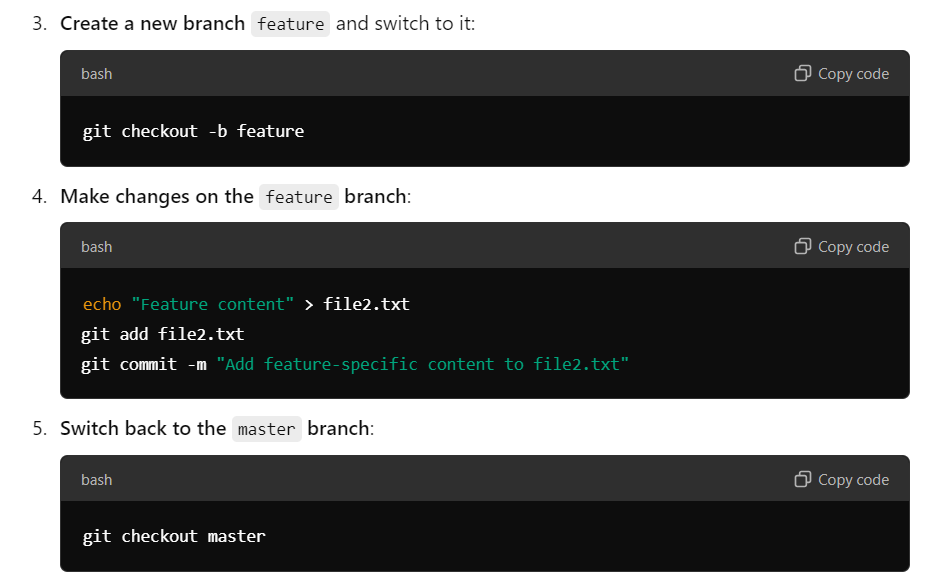 3. Create a new branch feature and switch to it:
bash Copy code
git checkout -b feature
4. Make changes on the feature branch:
bash Copy code
echo "Feature content" > file2.txt
git add file2.txt
git commit -m "Add feature-specific content to file2.txt"
5. Switch back to the master branch:
bash Copy code
git checkout master